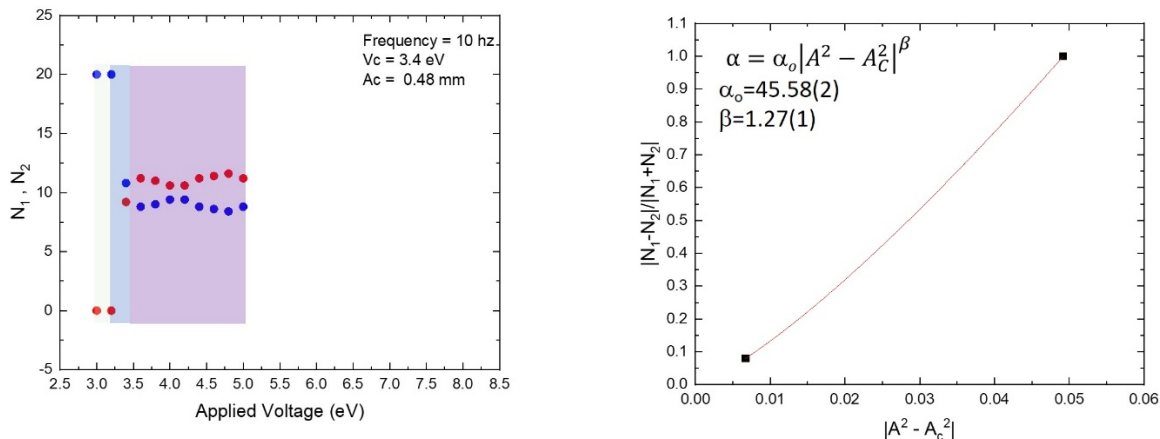 25
20
15
10
5
0
-5
N₁ , N₂
Frequency = 10 hz
Vc = 3.4 eV
Ac = 0.48 mm
2.5 3.0 3.5 4.0 4.5 5.0 5.5 6.0 6.5 7.0 7.5 8.0 8.5
Applied Voltage (eV)
1.1
1.0
0.9
0.8
0.7
0.6
0.5
0.4
0.3
0.2
0.1
0.0
|N₁-N₂|/|N₁+N₂|
α = αₒ|A² − A_C²|^β
αₒ=45.58(2)
β=1.27(1)
0.00 0.01 0.02 0.03 0.04 0.05 0.06
|A² - A_c²|